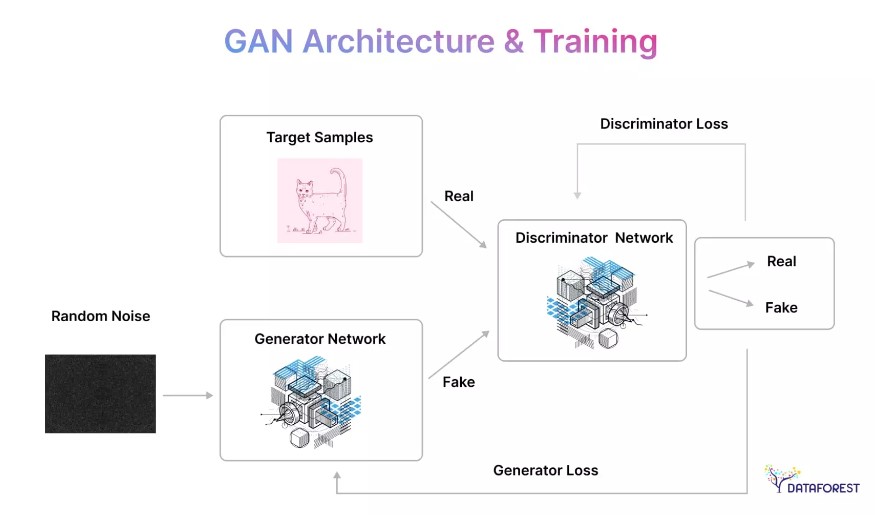 GAN Architecture & Training
Discriminator Loss
Target Samples
Real
Discriminator Network
Real
Fake
Random Noise
Generator Network
Fake
Generator Loss
DATAFOREST